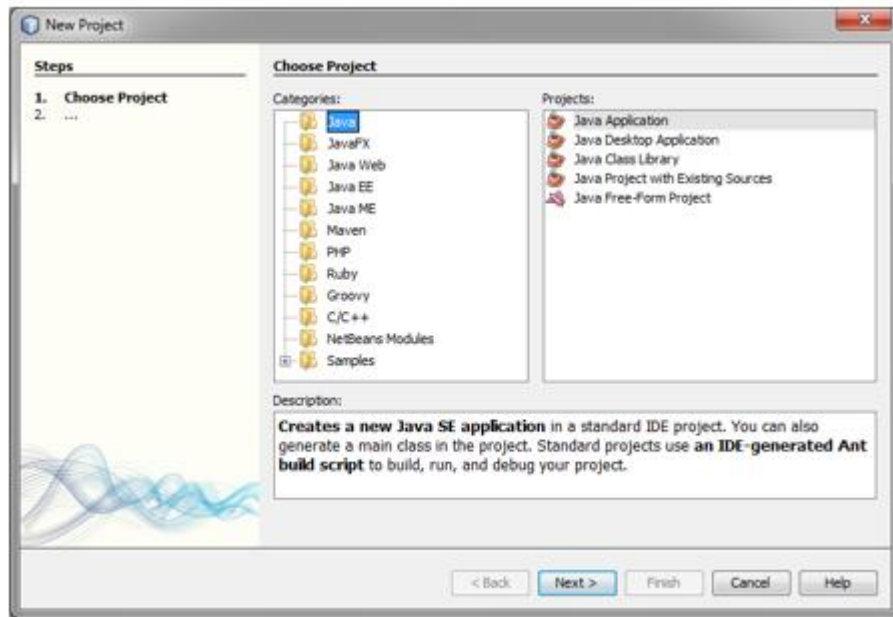 New Project
Steps
1. Choose Project
2. ...
Choose Project
Categories:
Java
JavaFX
Java Web
Java EE
Java ME
Maven
PHP
Ruby
Groovy
C/C++
NetBeans Modules
Samples
Projects:
Java Application
Java Desktop Application
Java Class Library
Java Project with Existing Sources
Java Free-Form Project
Description:
Creates a new Java SE application in a standard IDE project. You can also
generate a main class in the project. Standard projects use an IDE-generated Ant
build script to build, run, and debug your project.
< Back
Next >
Finish
Cancel
Help